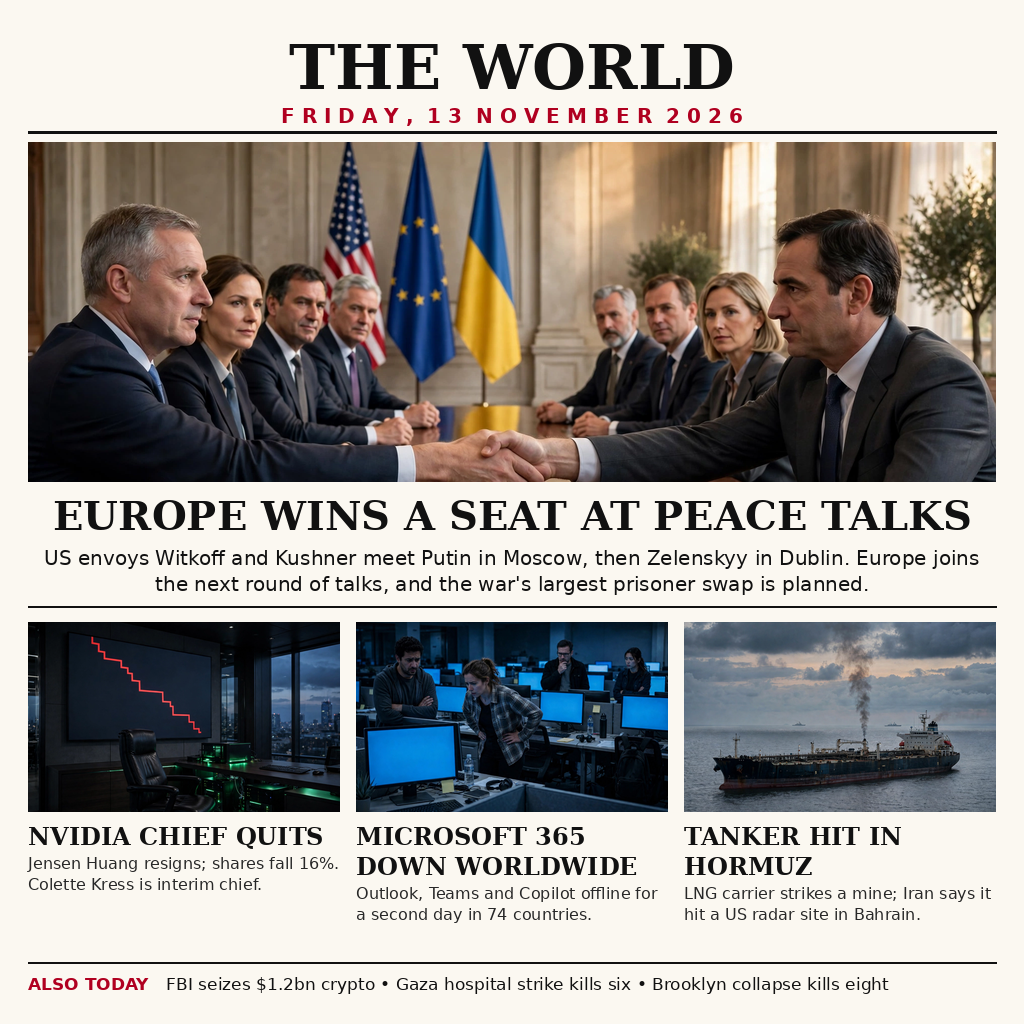 THE WORLD
FRIDAY, 13 NOVEMBER 2026
EUROPE WINS A SEAT AT PEACE TALKS
US envoys Witkoff and Kushner meet Putin in Moscow, then Zelenskyy in Dublin. Europe joins
the next round of talks, and the war's largest prisoner swap is planned.
NVIDIA CHIEF QUITS
Jensen Huang resigns; shares fall 16%.
Colette Kress is interim chief.
MICROSOFT 365
DOWN WORLDWIDE
Outlook, Teams and Copilot offline for
a second day in 74 countries.
TANKER HIT IN
HORMUZ
LNG carrier strikes a mine; Iran says it
hit a US radar site in Bahrain.
ALSO TODAY FBI seizes $1.2bn crypto • Gaza hospital strike kills six • Brooklyn collapse kills eight